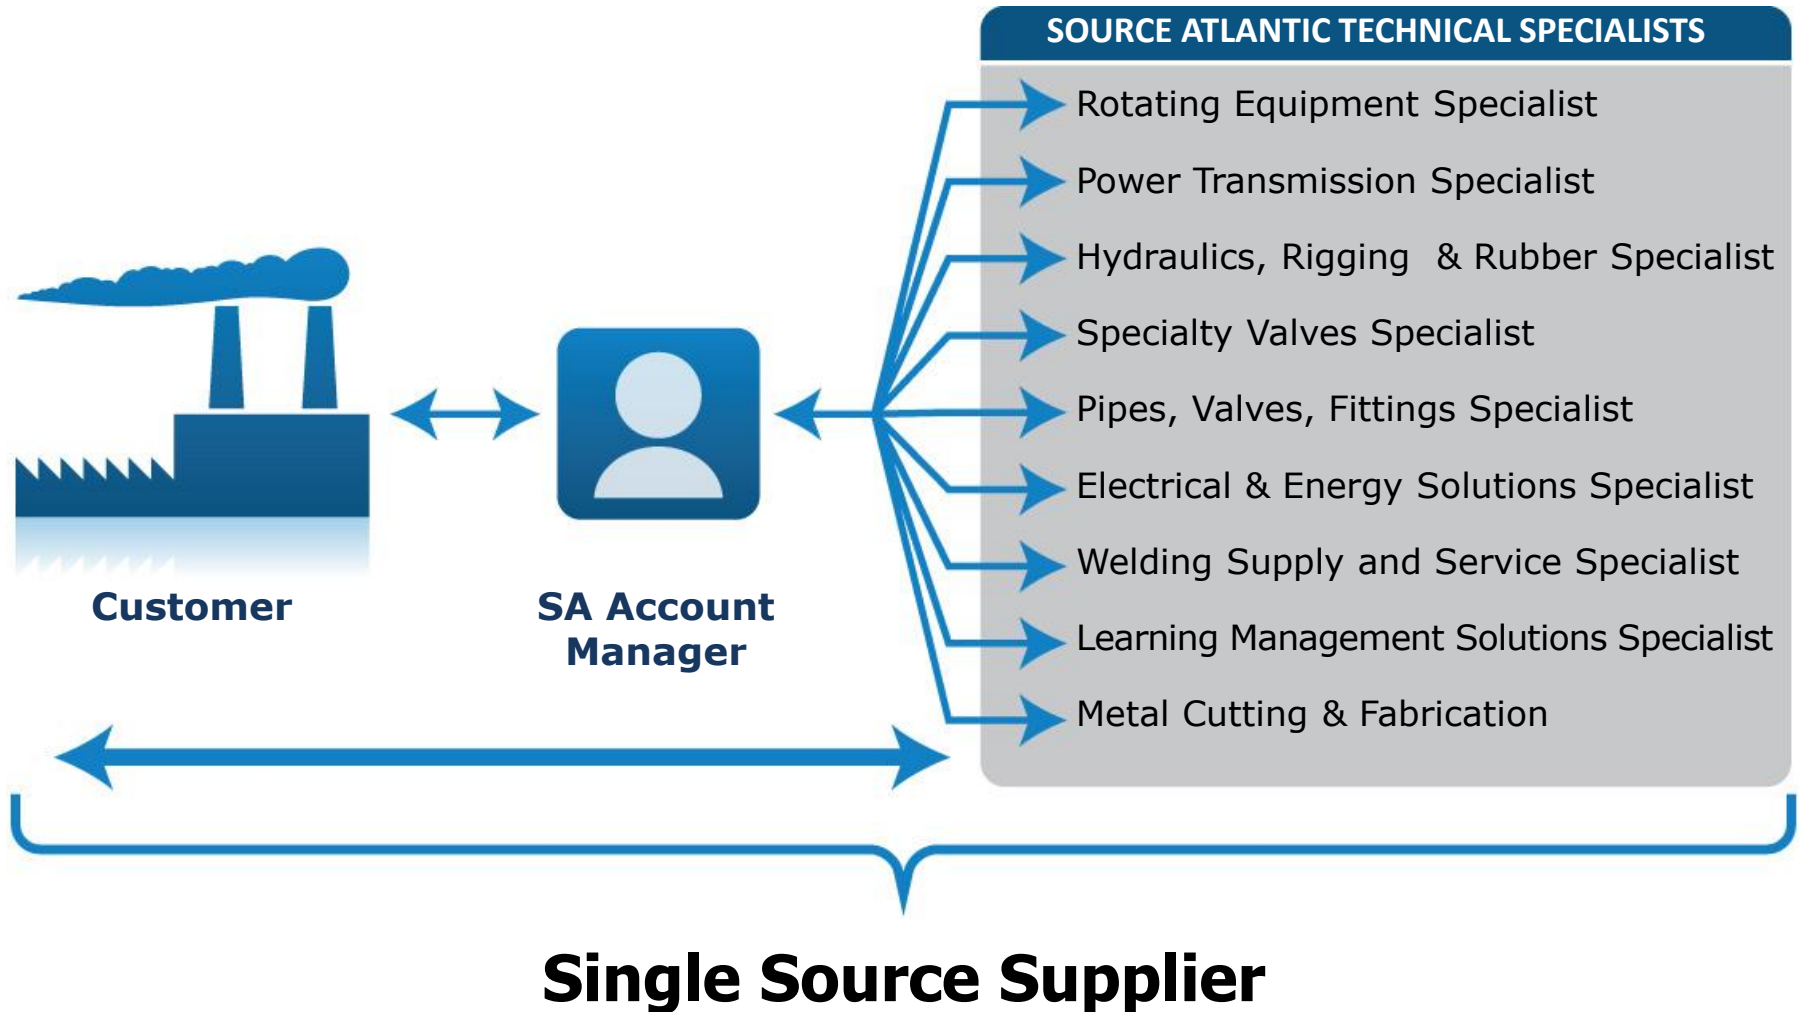 SOURCE ATLANTIC TECHNICAL SPECIALISTS
Rotating Equipment Specialist
Power Transmission Specialist
Hydraulics, Rigging & Rubber Specialist
Specialty Valves Specialist
Pipes, Valves, Fittings Specialist
Electrical & Energy Solutions Specialist
Welding Supply and Service Specialist
Learning Management Solutions Specialist
Metal Cutting & Fabrication
Customer
SA Account
Manager
Single Source Supplier